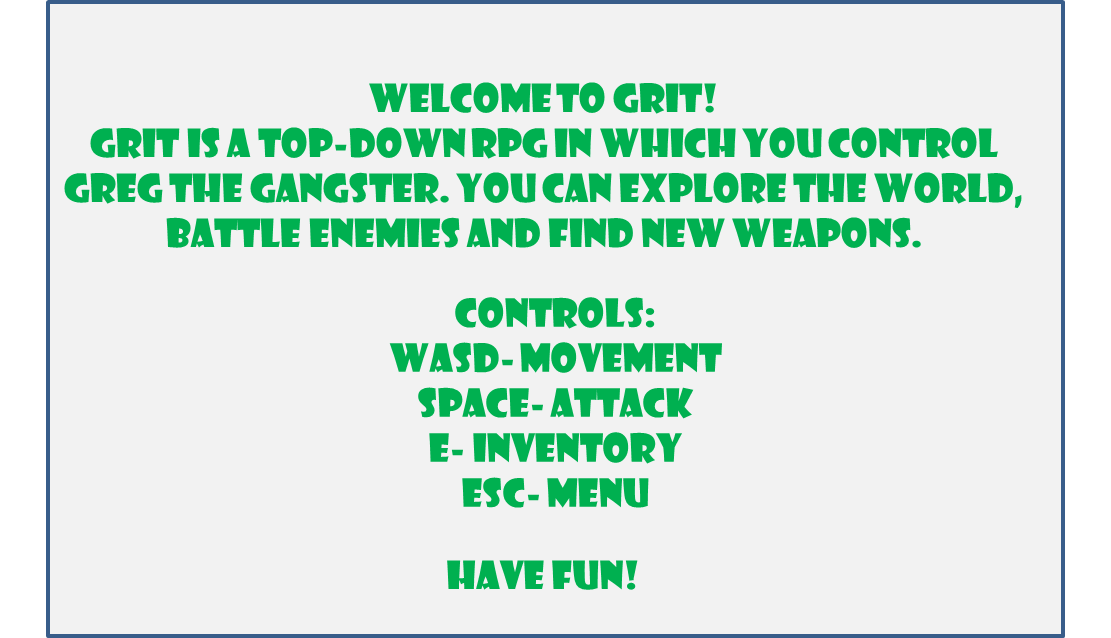 WELCOME TO GRIT!
GRIT IS A TOP-DOWN RPG IN WHICH YOU CONTROL
GREG THE GANGSTER. YOU CAN EXPLORE THE WORLD,
BATTLE ENEMIES AND FIND NEW WEAPONS.
CONTROLS:
WASD- MOVEMENT
SPACE- ATTACK
E- INVENTORY
ESC- MENU
HAVE FUN!